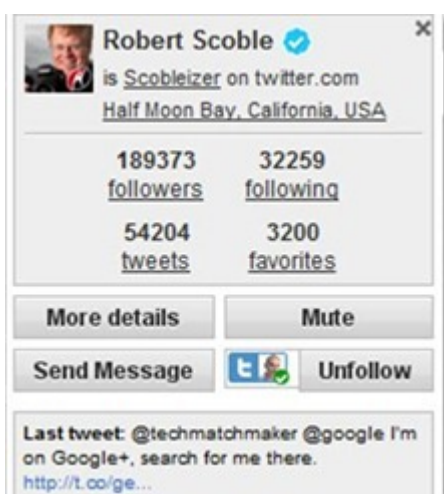 Robert Scoble
is Scobleizer on twitter.com
Half Moon Bay, California, USA
189373 32259
followers following
54204 3200
tweets favorites
More details Mute
Send Message Unfollow
Last tweet: @techmatchmaker @google I'm
on Google+, search for me there.
http://t.co/ge...